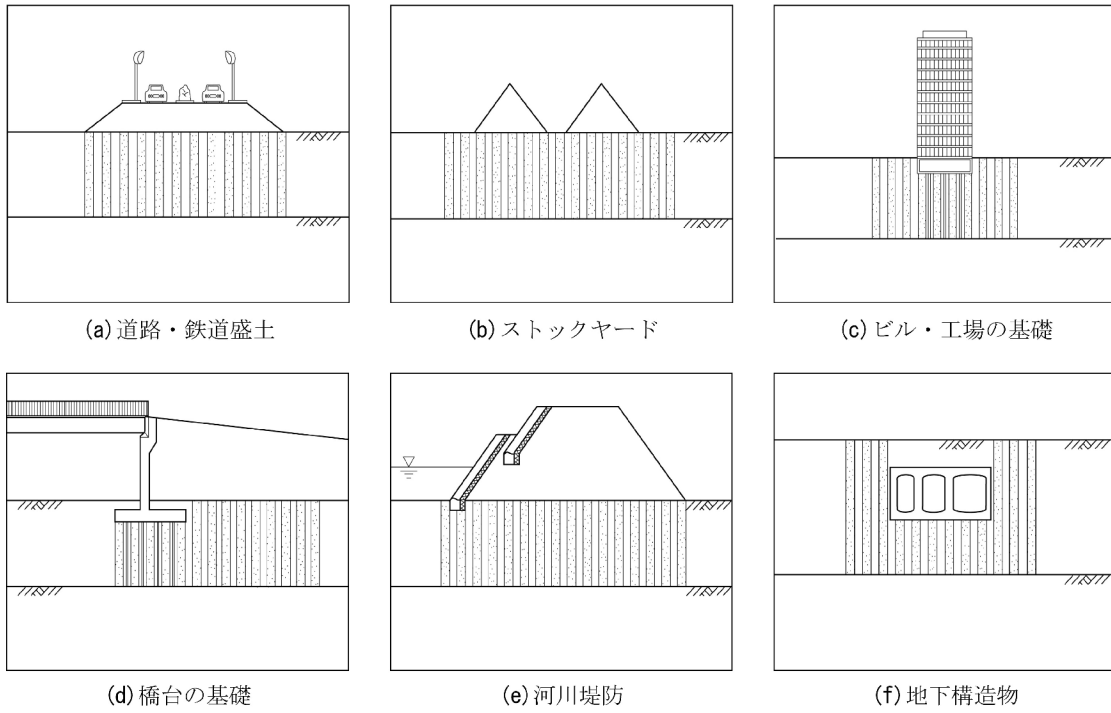 (a)道路・鉄道盛土
(b)ストックヤード
(c)ビル・工場の基礎
(d)橋台の基礎
(e)河川堤防
(f)地下構造物